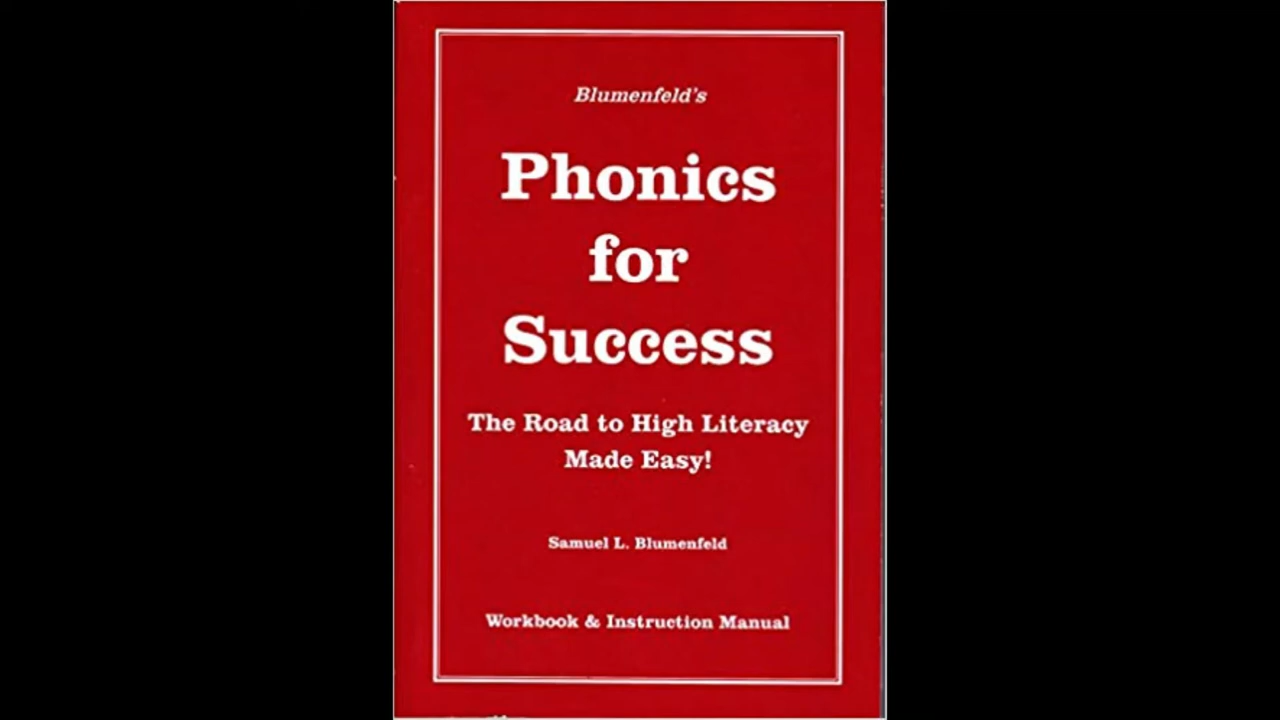 Blumenfeld's
Phonics
for
Success
The Road to High Literacy
Made Easy!
Samuel L. Blumenfeld
Workbook & Instruction Manual